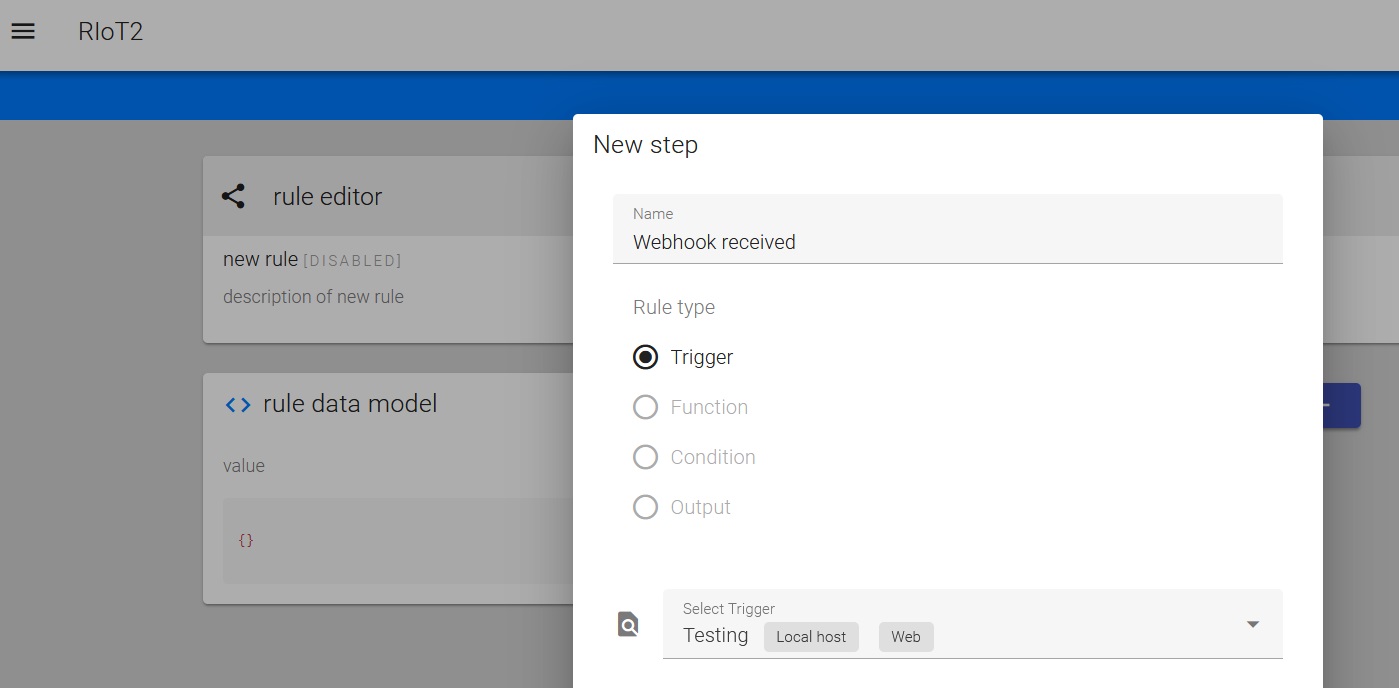 RIoT2
New step
rule editor
Name
Webhook received
new rule [DISABLED]
description of new rule
Rule type
Trigger
Function
Condition
Output
<> rule data model
value
{}
Select Trigger
Testing Local host Web